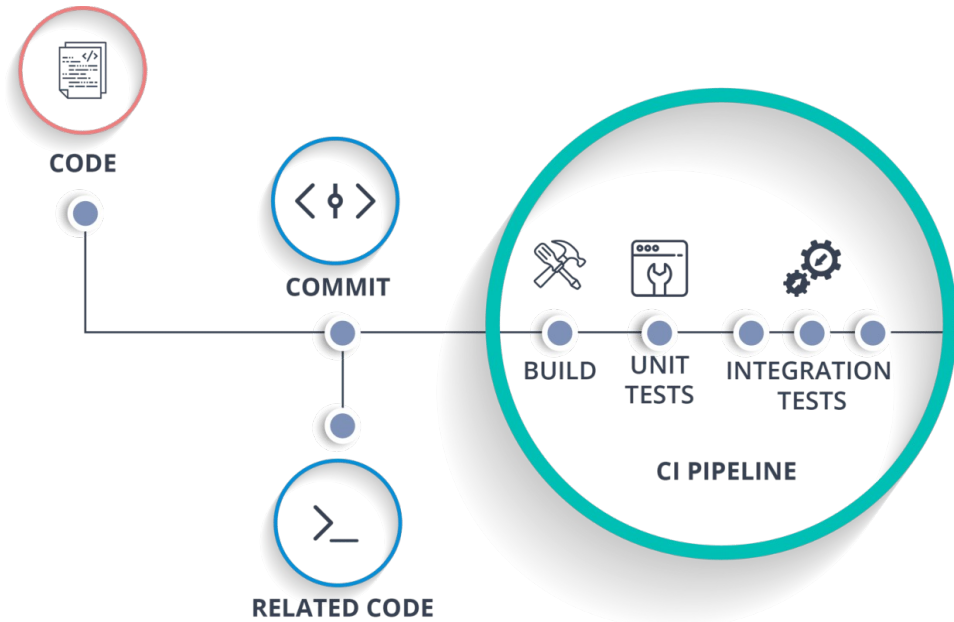 CODE
COMMIT
BUILD
UNIT
TESTS
INTEGRATION
TESTS
CI PIPELINE
RELATED CODE